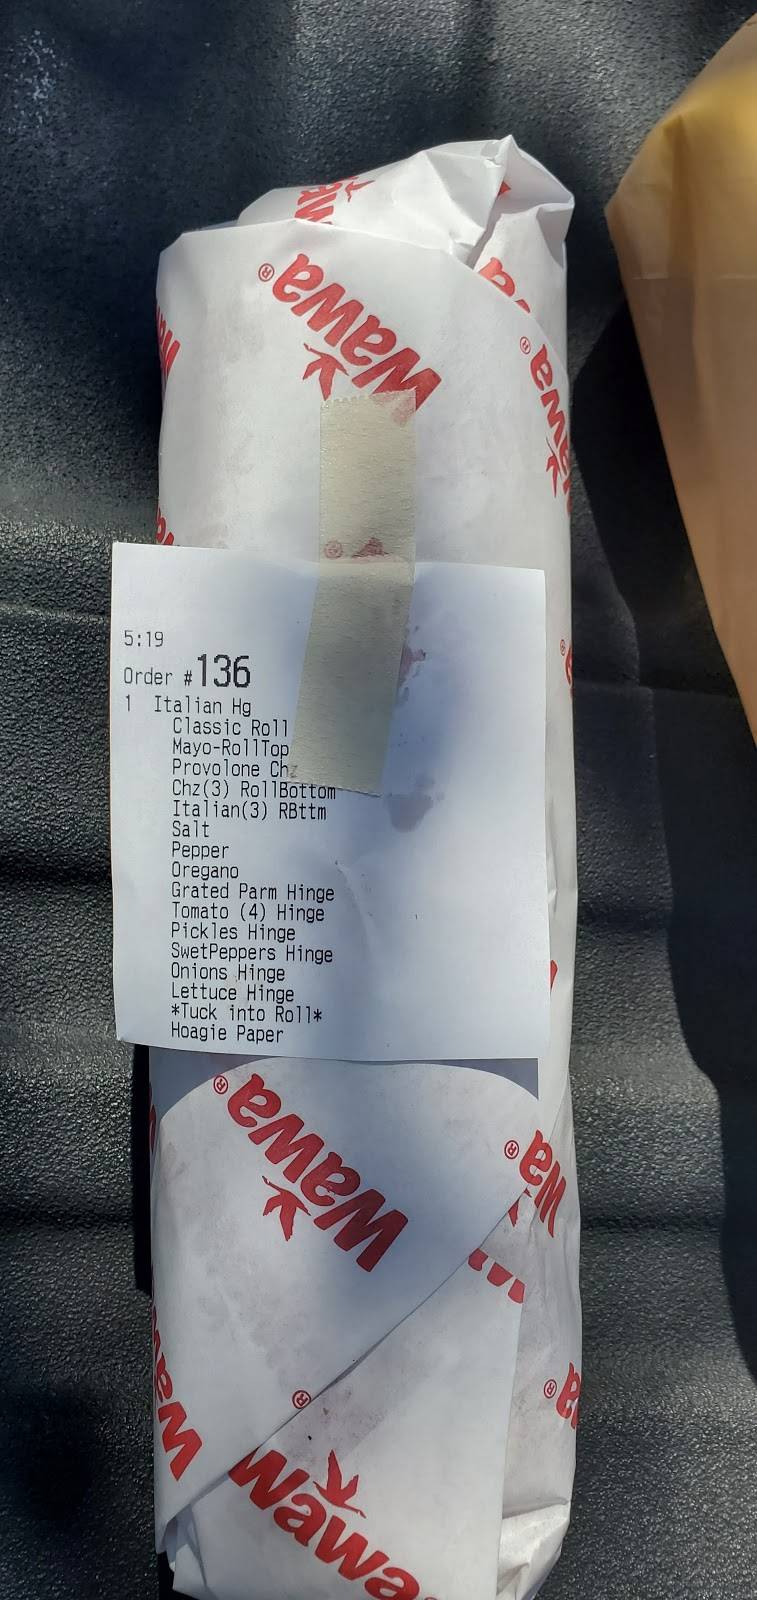 Wawa®
Wawa®
5:19
Order #136
1 Italian Hg
Classic Roll
Mayo-RollTop
Provolone Chz
Chz(3) RollBottom
Italian(3) RBttm
Salt
Pepper
Oregano
Grated Parm Hinge
Tomato (4) Hinge
Pickles Hinge
SwetPeppers Hinge
Onions Hinge
Lettuce Hinge
*Tuck into Roll*
Hoagie Paper
Wawa®
Wa
Wawa